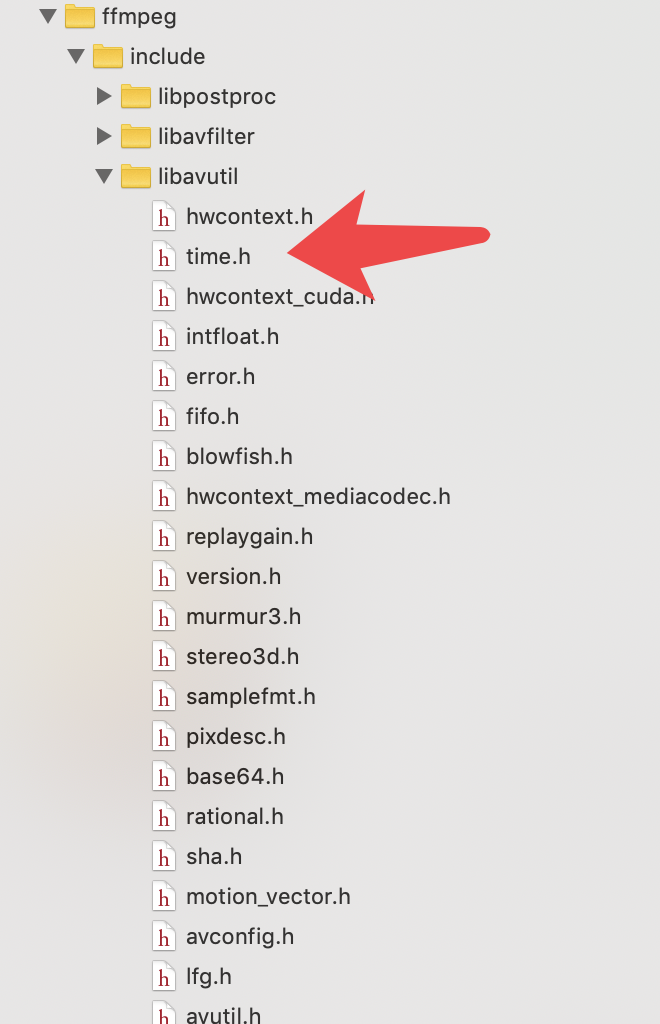 ffmpeg
include
libpostproc
libavfilter
libavutil
h hwcontext.h
h time.h
h hwcontext_cuda.h
h intfloat.h
h error.h
h fifo.h
h blowfish.h
h hwcontext_mediacodec.h
h replaygain.h
h version.h
h murmur3.h
h stereo3d.h
h samplefmt.h
h pixdesc.h
h base64.h
h rational.h
h sha.h
h motion_vector.h
h avconfig.h
h lfg.h
h avutil.h